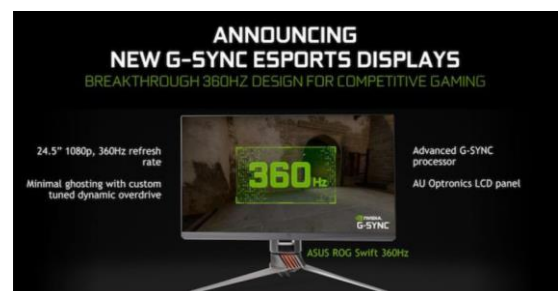 ANNOUNCING
NEW G-SYNC ESPORTS DISPLAYS
BREAKTHROUGH 360HZ DESIGN FOR COMPETITIVE GAMING
24.5" 1080p, 360Hz refresh
rate
Minimal ghosting with custom
tuned dynamic overdrive
360Hz
NVIDIA
G-SYNC
Advanced G-SYNC
processor
AU Optronics LCD panel
ASUS ROG Swift 360Hz